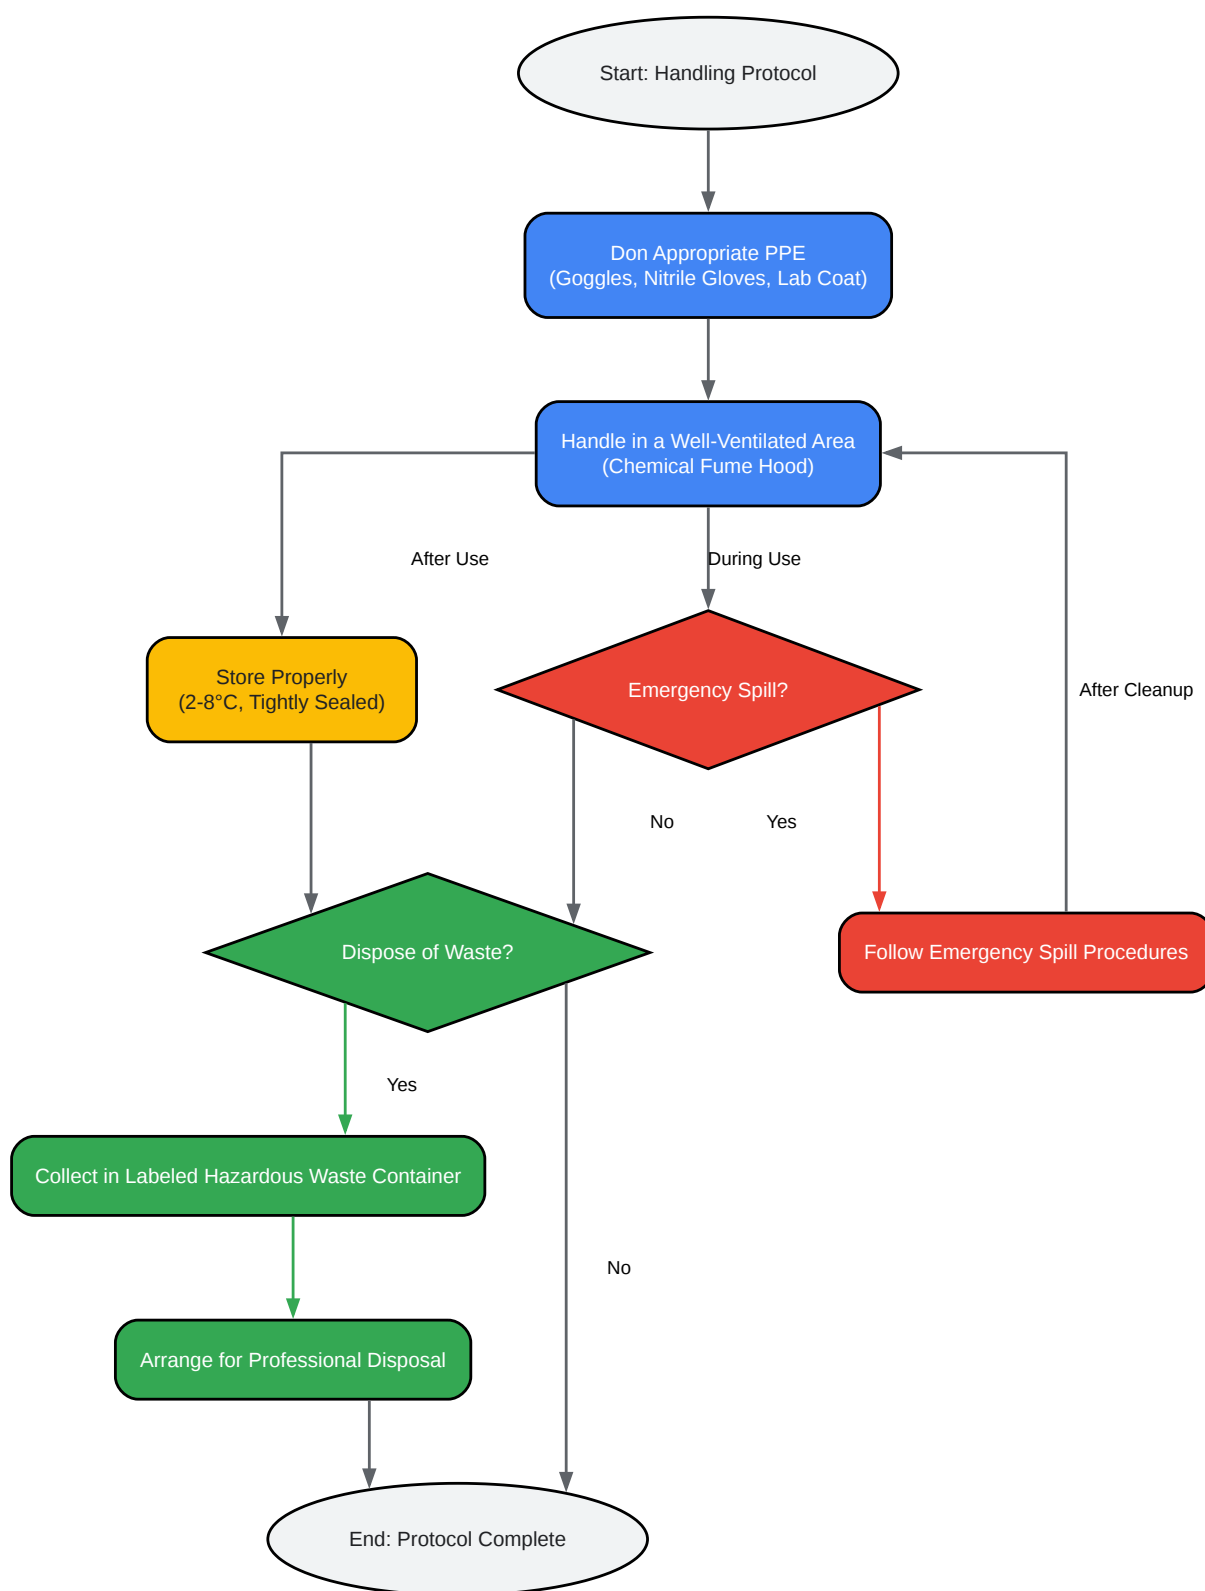 Start: Handling Protocol
Don Appropriate PPE
(Goggles, Nitrile Gloves, Lab Coat)
Handle in a Well-Ventilated Area
(Chemical Fume Hood)
After Use
During Use
Store Properly
(2-8°C, Tightly Sealed)
Emergency Spill?
After Cleanup
No
Yes
Dispose of Waste?
Follow Emergency Spill Procedures
Yes
Collect in Labeled Hazardous Waste Container
No
Arrange for Professional Disposal
End: Protocol Complete